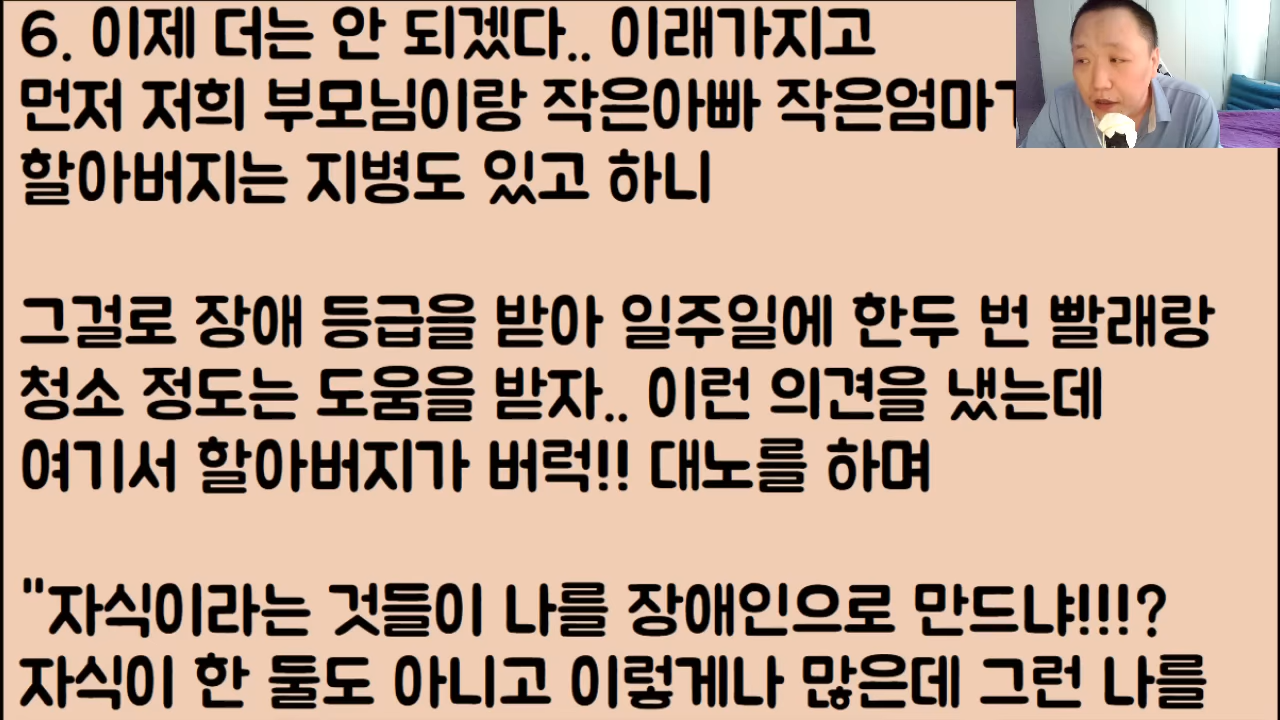 6. 이제 더는 안 되겠다.. 이래가지고
먼저 저희 부모님이랑 작은아빠 작은엄마
할아버지는 지병도 있고 하니
그걸로 장애 등급을 받아 일주일에 한두 번 빨래랑
청소 정도는 도움을 받자.. 이런 의견을 냈는데
여기서 할아버지가 버럭!! 대노를 하며
"자식이라는 것들이 나를 장애인으로 만드냐!!!?
자식이 한 둘도 아니고 이렇게나 많은데 그런 나를